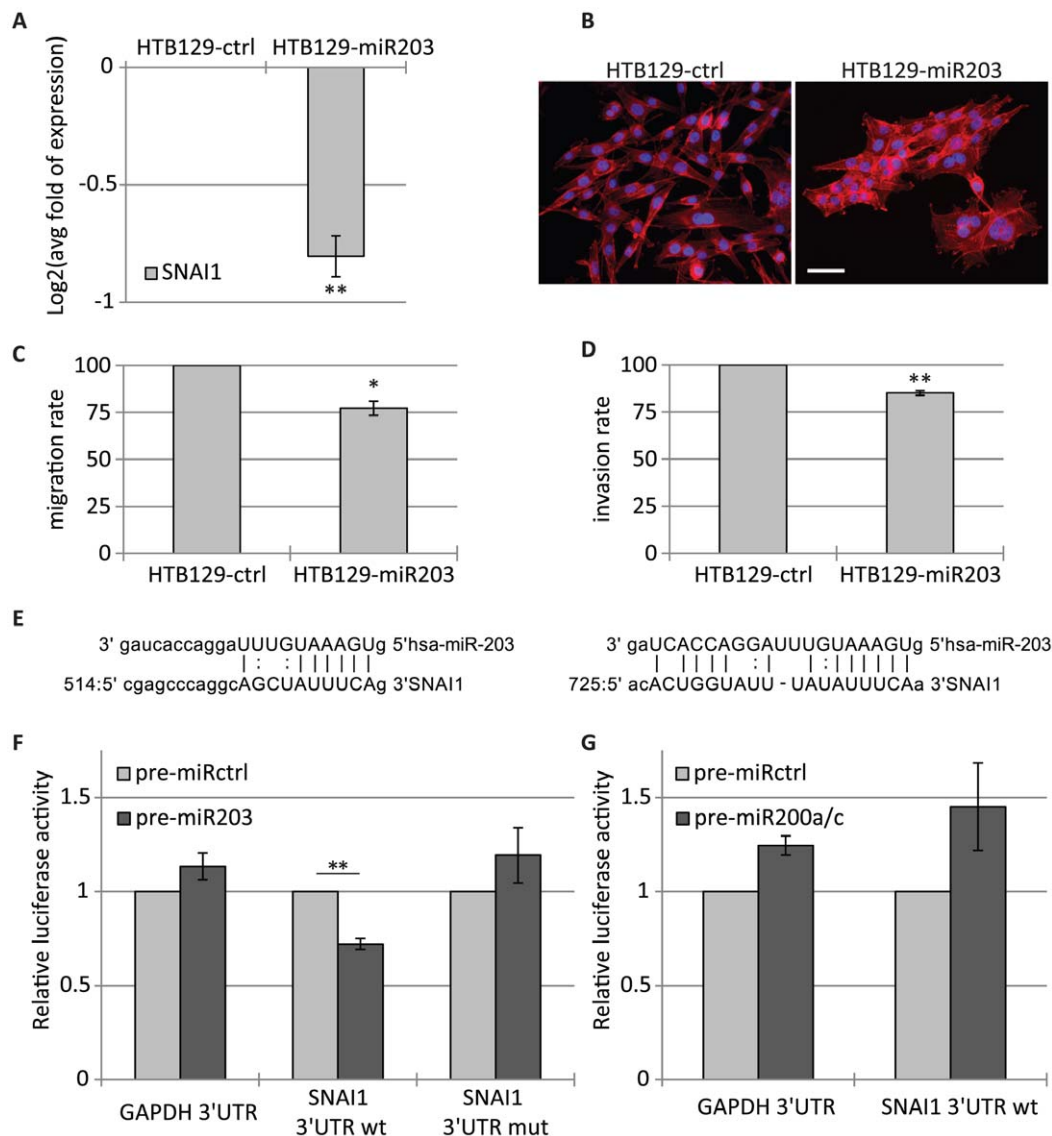 A
HTB129-ctrl HTB129-miR203
0
-0.5
-1
Log2(avg fold of expression)
SNAI1
**
B
HTB129-ctrl HTB129-miR203
C
100
75
50
25
0
migration rate
*
HTB129-ctrl HTB129-miR203
D
100
75
50
25
0
invasion rate
**
HTB129-ctrl HTB129-miR203
E
3' gaucaccaggaUUUGUAAAGUg 5'hsa-miR-203
| : : | | | | | |
514:5' cgagcccaggcAGCUAUUUCAg 3'SNAI1
3' gaUCACCAGGAUUUGUAAAGUg 5'hsa-miR-203
| | | | | : | | : | | | | | |
725:5' acACUGGUAUU-UAUAUUUCAa 3'SNAI1
F
1.5
1
0.5
0
Relative luciferase activity
pre-miRctrl
pre-miR203
**
GAPDH 3'UTR
SNAI1
3'UTR wt
SNAI1
3'UTR mut
G
1.5
1
0.5
0
Relative luciferase activity
pre-miRctrl
pre-miR200a/c
GAPDH 3'UTR SNAI1 3'UTR wt